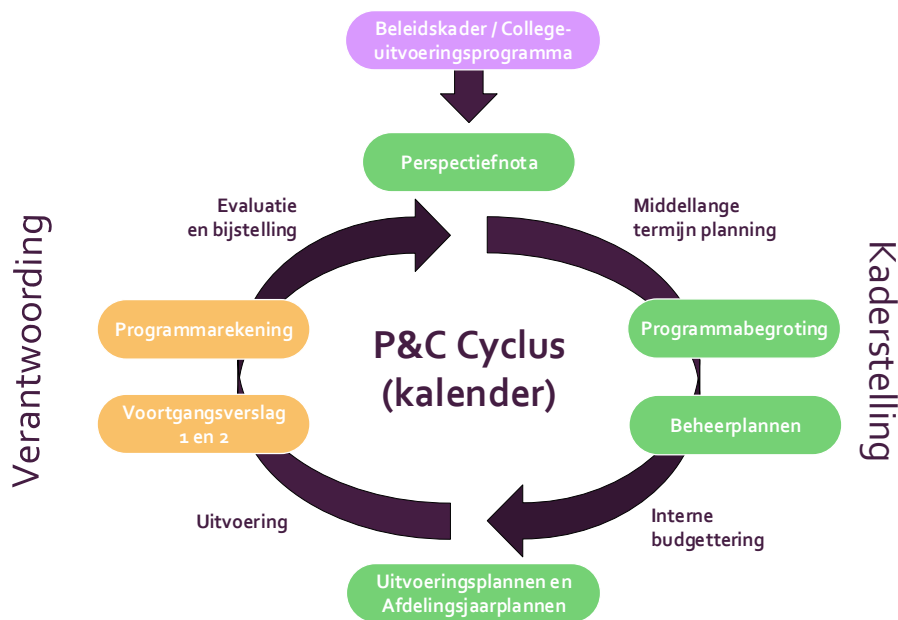 Beleidskader / College-
uitvoeringsprogramma
Perspectiefnota
Evaluatie
en bijstelling
Middellange
termijn planning
Verantwoording
Kaderstelling
Programmarekening
Programmabegroting
P&C Cyclus
(kalender)
Voortgangsverslag
1 en 2
Beheerplannen
Uitvoering
Interne
budgettering
Uitvoeringsplannen en
Afdelingsjaarplannen